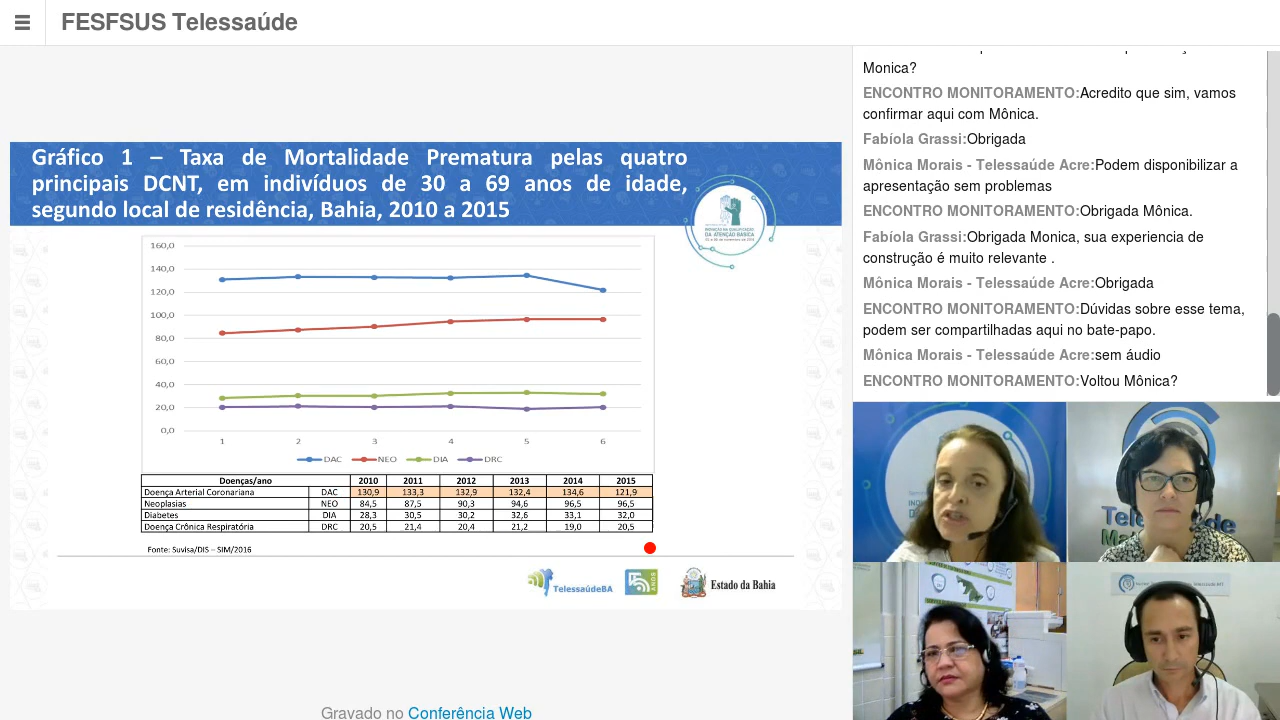 FESFSUS Telessaúde
Gráfico 1 – Taxa de Mortalidade Prematura pelas quatro
principais DCNT, em indivíduos de 30 a 69 anos de idade,
segundo local de residência, Bahia, 2010 a 2015
INOVAÇÃO NA QUALIFICAÇÃO
DA ATENÇÃO BÁSICA
160,0
140,0
120,0
100,0
80,0
60,0
40,0
20,0
0,0
1 2 3 4 5 6
DAC NEO DIA DRC
Doenças/ano 2010 2011 2012 2013 2014 2015
Doença Arterial Coronariana DAC 130,9 133,3 132,9 132,4 134,6 121,9
Neoplasias NEO 84,5 87,5 90,3 94,6 96,5 96,5
Diabetes DIA 28,3 30,5 30,2 32,6 33,1 32,0
Doença Crônica Respiratória DRC 20,5 21,4 20,4 21,2 19,0 20,5
Fonte: Suvisa/DIS – SIM/2016
TelessaúdeBA
ANOS
Estado da Bahia
Gravado no Conferência Web
Monica?
ENCONTRO MONITORAMENTO:Acredito que sim, vamos
confirmar aqui com Mônica.
Fabíola Grassi:Obrigada
Mônica Morais - Telessaúde Acre:Podem disponibilizar a
apresentação sem problemas
ENCONTRO MONITORAMENTO:Obrigada Mônica.
Fabíola Grassi:Obrigada Monica, sua experiencia de
construção é muito relevante .
Mônica Morais - Telessaúde Acre:Obrigada
ENCONTRO MONITORAMENTO:Dúvidas sobre esse tema,
podem ser compartilhadas aqui no bate-papo.
Mônica Morais - Telessaúde Acre:sem áudio
ENCONTRO MONITORAMENTO:Voltou Mônica?